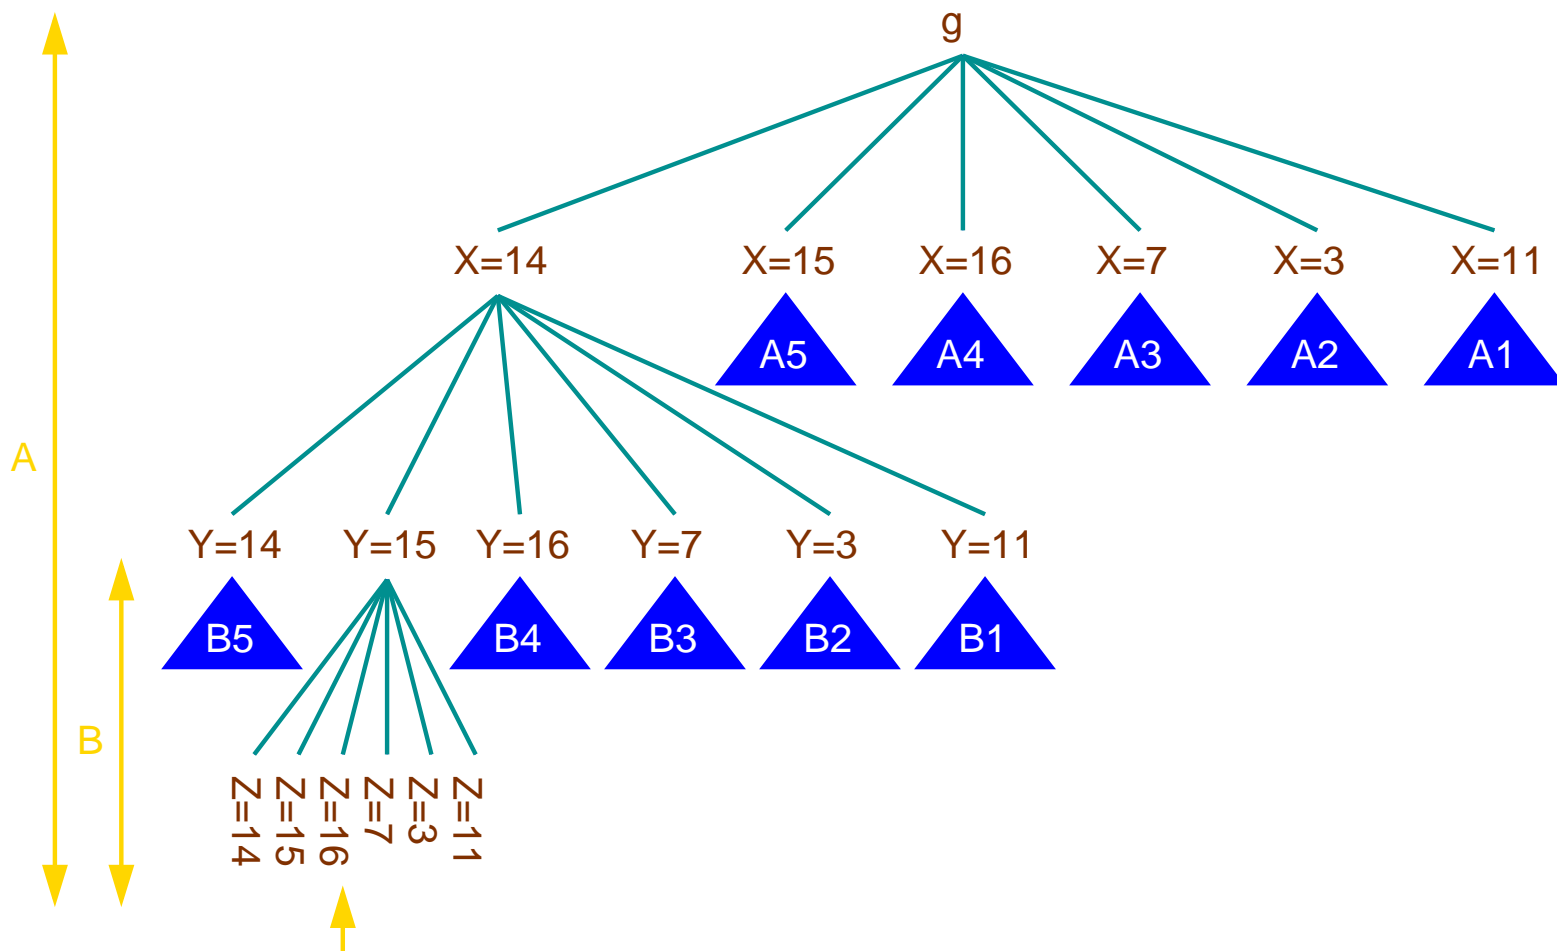 g
X=14 X=15 X=16 X=7 X=3 X=11
A5 A4 A3 A2 A1
A
Y=14 Y=15 Y=16 Y=7 Y=3 Y=11
B5 B4 B3 B2 B1
B
Z=14
Z=15
Z=16
Z=7
Z=3
Z=11